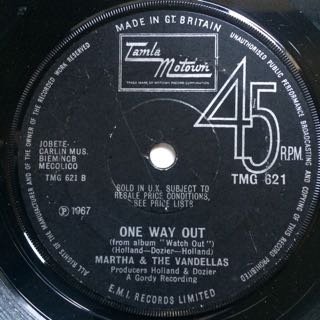 MADE IN GT. BRITAIN
Tamla
Motown
TRADE MARK OF MOTOWN RECORD CORPORATION
ALL RIGHTS OF THE MANUFACTURER AND OF THE OWNER OF THE RECORDED WORK RESERVED
UNAUTHORISED PUBLIC PERFORMANCE BROADCASTING AND COPYING OF THIS RECORD PROHIBITED
45
R.P.M.
JOBETE-
CARLIN MUS.
BIEM/NCB
MECOLICO
TMG 621 B
TMG 621
SOLD IN U.K. SUBJECT TO
RESALE PRICE CONDITIONS,
SEE PRICE LISTS
℗ 1967
ONE WAY OUT
(from album "Watch Out")
(Holland—Dozier—Holland)
MARTHA & THE VANDELLAS
Producers Holland & Dozier
A Gordy Recording
E.M.I. RECORDS LIMITED